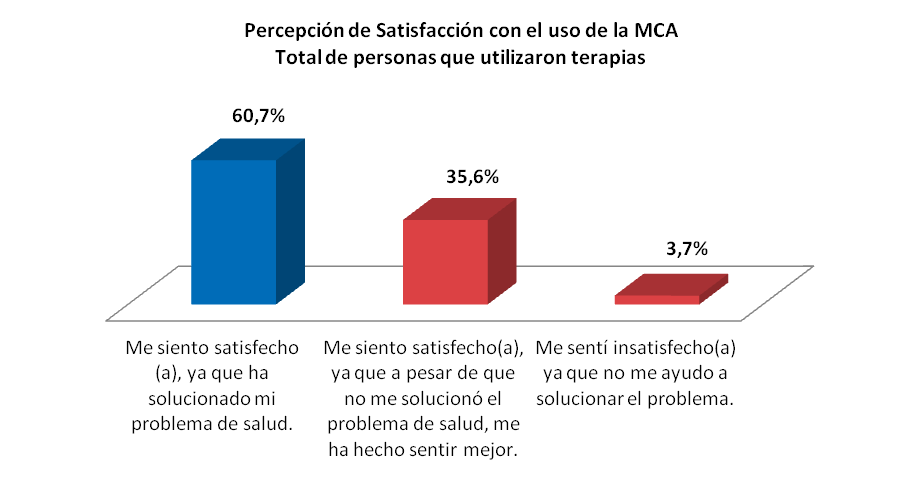 Percepción de Satisfacción con el uso de la MCA
Total de personas que utilizaron terapias
60,7%
35,6%
3,7%
Me siento satisfecho
(a), ya que ha
solucionado mi
problema de salud.
Me siento satisfecho(a),
ya que a pesar de que
no me solucionó el
problema de salud, me
ha hecho sentir mejor.
Me sentí insatisfecho(a)
ya que no me ayudo a
solucionar el problema.